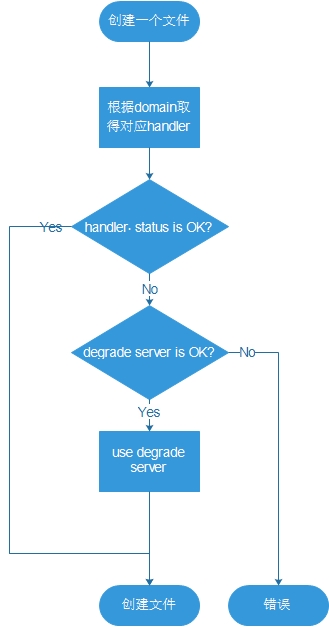 创建一个文件
根据domain取
得对应handler
handler. status is OK?
Yes
No
degrade server is OK?
No
Yes
use degrade
server
创建文件
错误